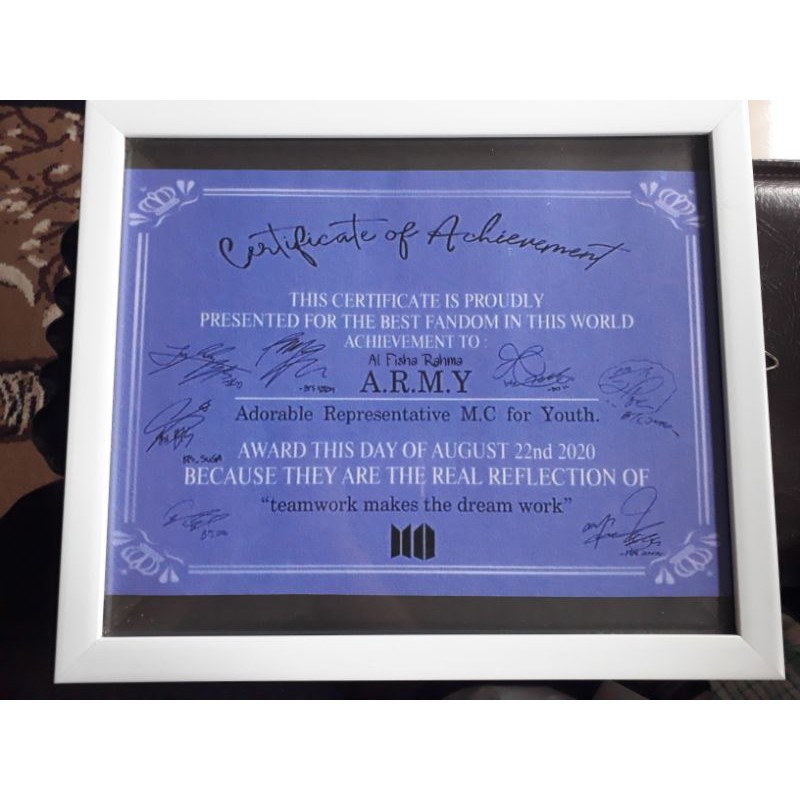 Certificate of Achievement
THIS CERTIFICATE IS PROUDLY
PRESENTED FOR THE BEST FANDOM IN THIS WORLD
ACHIEVEMENT TO :
Al Fisha Rahma
A.R.M.Y
Adorable Representative M.C for Youth.
BTS SUGA
AWARD THIS DAY OF AUGUST 22nd 2020
BECAUSE THEY ARE THE REAL REFLECTION OF
“teamwork makes the dream work”